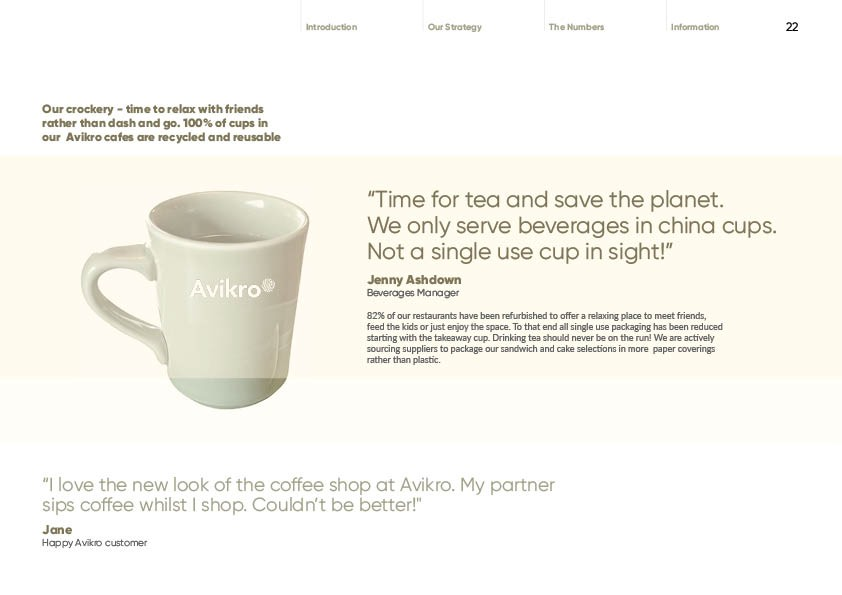 Introduction
Our Strategy
The Numbers
Information
22
Our crockery - time to relax with friends
rather than dash and go. 100% of cups in
our Avikro cafes are recycled and reusable
“Time for tea and save the planet.
We only serve beverages in china cups.
Not a single use cup in sight!”
Jenny Ashdown
Beverages Manager
Avikro
82% of our restaurants have been refurbished to offer a relaxing place to meet friends,
feed the kids or just enjoy the space. To that end all single use packaging has been reduced
starting with the takeaway cup. Drinking tea should never be on the run! We are actively
sourcing suppliers to package our sandwich and cake selections in more paper coverings
rather than plastic.
“I love the new look of the coffee shop at Avikro. My partner
sips coffee whilst I shop. Couldn’t be better!"
Jane
Happy Avikro customer